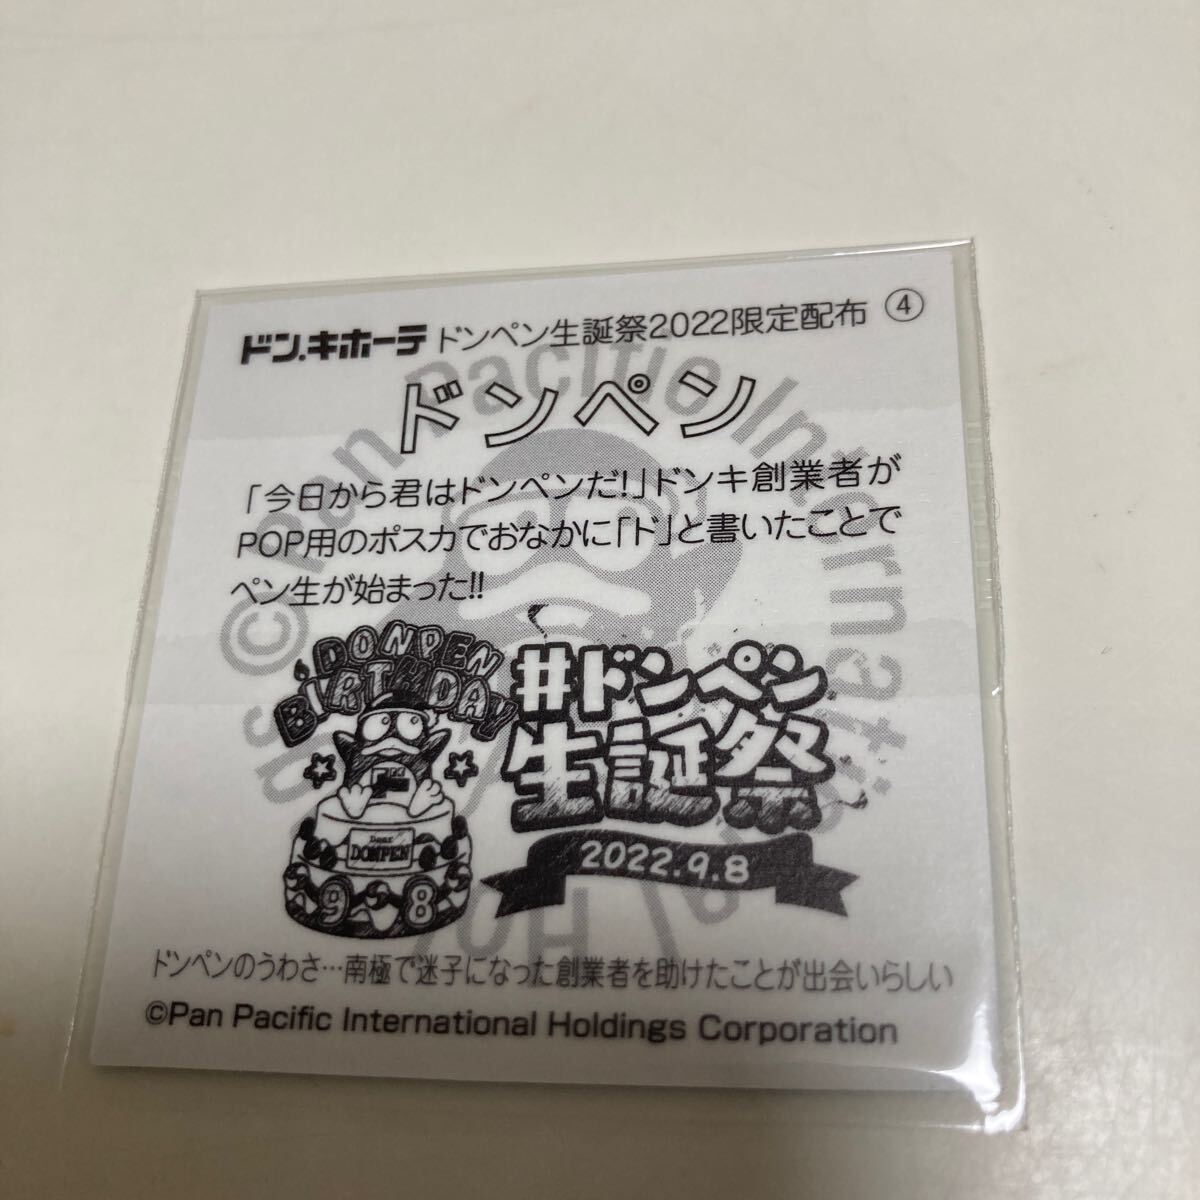 ドン.キホーテ ドンペン生誕祭2022限定配布 ④
ドンペン
「今日から君はドンペンだ!」ドンキ創業者が
POP用のポスカでおなかに「ド」と書いたことで
ペン生が始まった!!
DONPEN
BIRTHDAY
#ドンペン
生誕祭
Dear
DONPEN
98
2022.9.8
ドンペンのうわさ…南極で迷子になった創業者を助けたことが出会いらしい
©Pan Pacific International Holdings Corporation
©Pan Pacific International Holdings